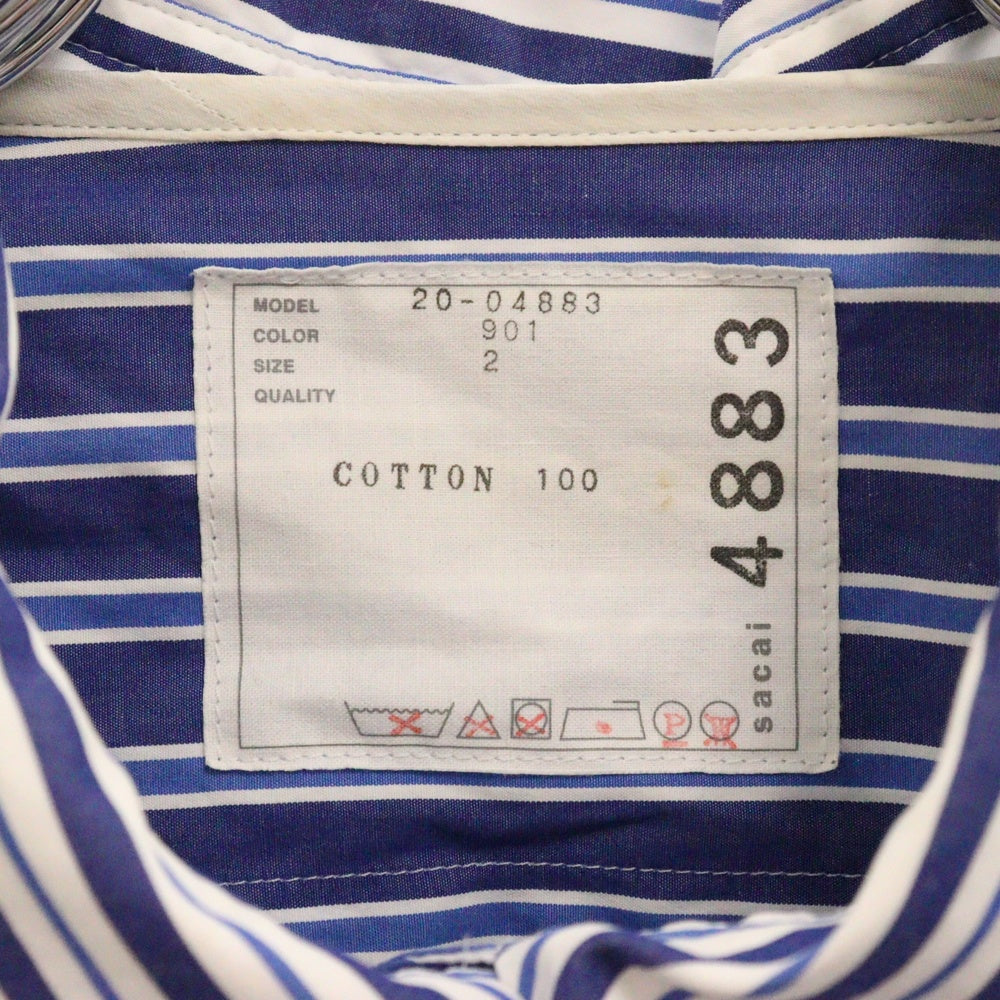 MODEL 20-04883
COLOR 901
SIZE 2
QUALITY
COTTON 100
sacai 4883
P